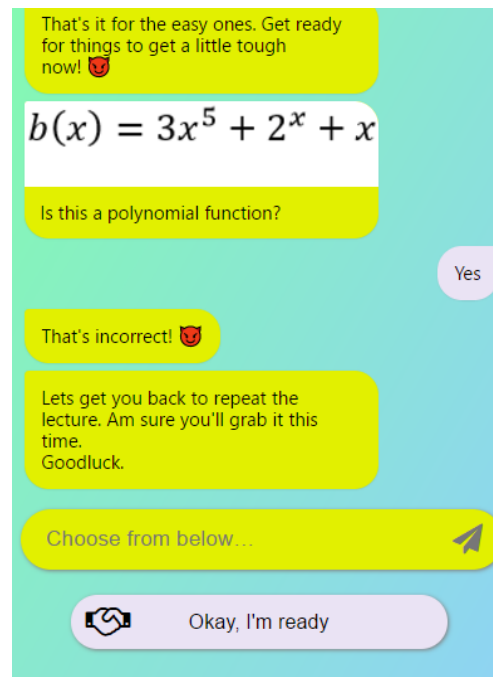 That's it for the easy ones. Get ready
for things to get a little tough
now! 😈
b(x) = 3x⁵ + 2ˣ + x
Is this a polynomial function?
Yes
That's incorrect! 😈
Lets get you back to repeat the
lecture. Am sure you'll grab it this
time.
Goodluck.
Choose from below...
Okay, I'm ready